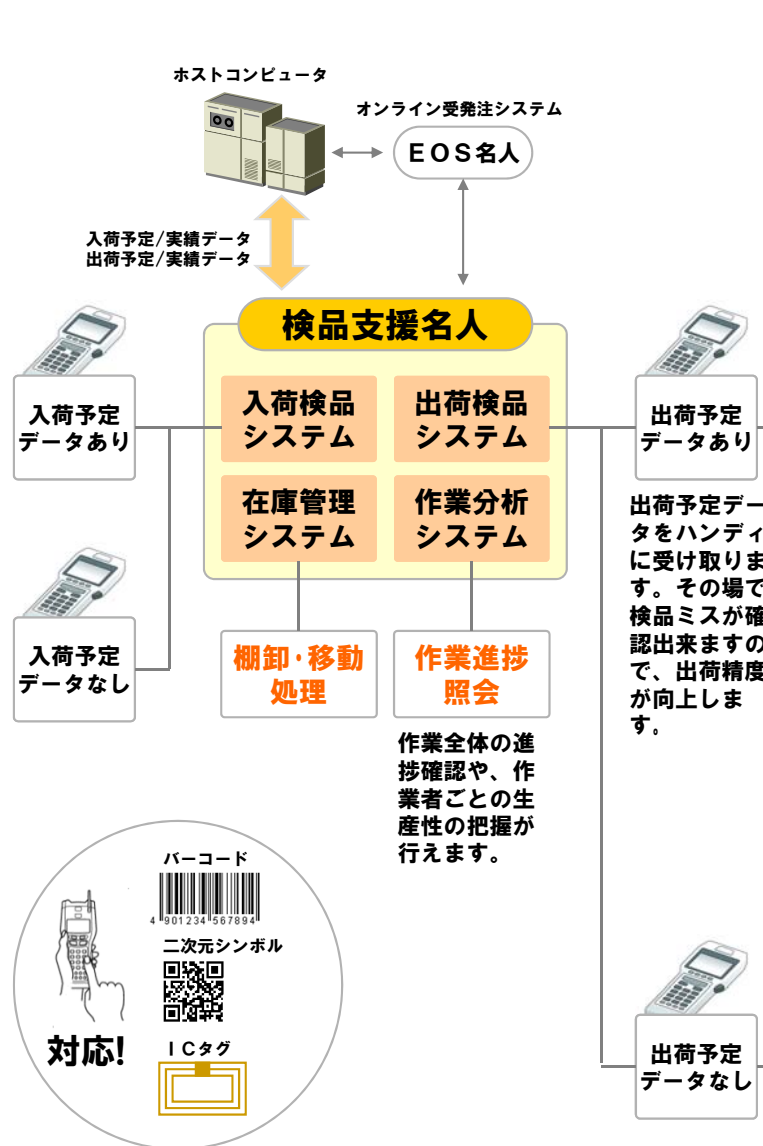 ホストコンピュータ
オンライン受発注システム
EOS名人
入荷予定/実績データ
出荷予定/実績データ
検品支援名人
入荷検品
システム
出荷検品
システム
在庫管理
システム
作業分析
システム
入荷予定
データあり
入荷予定
データなし
棚卸・移動
処理
作業進捗
照会
作業全体の進
捗確認や、作
業者ごとの生
産性の把握が
行えます。
出荷予定
データあり
出荷予定デー
タをハンディ
に受け取りま
す。その場で
検品ミスが確
認出来ますの
で、出荷精度
が向上しま
す。
出荷予定
データなし
バーコード
4 901234 567894
二次元シンボル
ICタグ
対応!